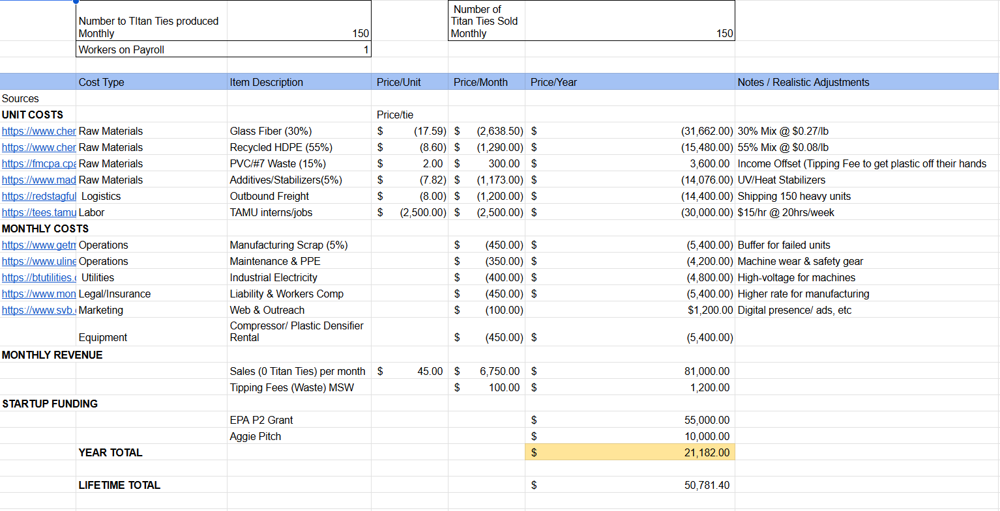 Number to TItan Ties produced
Monthly 150
Number of
Titan Ties Sold
Monthly 150
Workers on Payroll 1
Cost Type Item Description Price/Unit Price/Month Price/Year Notes / Realistic Adjustments
Sources
UNIT COSTS Price/tie
https://www.cher Raw Materials Glass Fiber (30%) $ (17.59) $ (2,638.50) $ (31,662.00) 30% Mix @ $0.27/lb
https://www.cher Raw Materials Recycled HDPE (55%) $ (8.60) $ (1,290.00) $ (15,480.00) 55% Mix @ $0.08/lb
https://fmcpa.cpa Raw Materials PVC/#7 Waste (15%) $ 2.00 $ 300.00 $ 3,600.00 Income Offset (Tipping Fee to get plastic off their hands
https://www.mad Raw Materials Additives/Stabilizers(5%) $ (7.82) $ (1,173.00) $ (14,076.00) UV/Heat Stabilizers
https://redstagful Logistics Outbound Freight $ (8.00) $ (1,200.00) $ (14,400.00) Shipping 150 heavy units
https://tees.tamu Labor TAMU interns/jobs $ (2,500.00) $ (2,500.00) $ (30,000.00) $15/hr @ 20hrs/week
MONTHLY COSTS
https://www.getm Operations Manufacturing Scrap (5%) $ (450.00) $ (5,400.00) Buffer for failed units
https://www.uline Operations Maintenance & PPE $ (350.00) $ (4,200.00) Machine wear & safety gear
https://btutilities.c Utilities Industrial Electricity $ (400.00) $ (4,800.00) High-voltage for machines
https://www.mon Legal/Insurance Liability & Workers Comp $ (450.00) $ (5,400.00) Higher rate for manufacturing
https://www.svb.c Marketing Web & Outreach $ (100.00) $1,200.00 Digital presence/ ads, etc
Compressor/ Plastic Densifier
Equipment Rental $ (450.00) $ (5,400.00)
MONTHLY REVENUE
Sales (0 Titan Ties) per month $ 45.00 $ 6,750.00 $ 81,000.00
Tipping Fees (Waste) MSW $ 100.00 $ 1,200.00
STARTUP FUNDING
EPA P2 Grant $ 55,000.00
Aggie Pitch $ 10,000.00
YEAR TOTAL $ 21,182.00
LIFETIME TOTAL $ 50,781.40